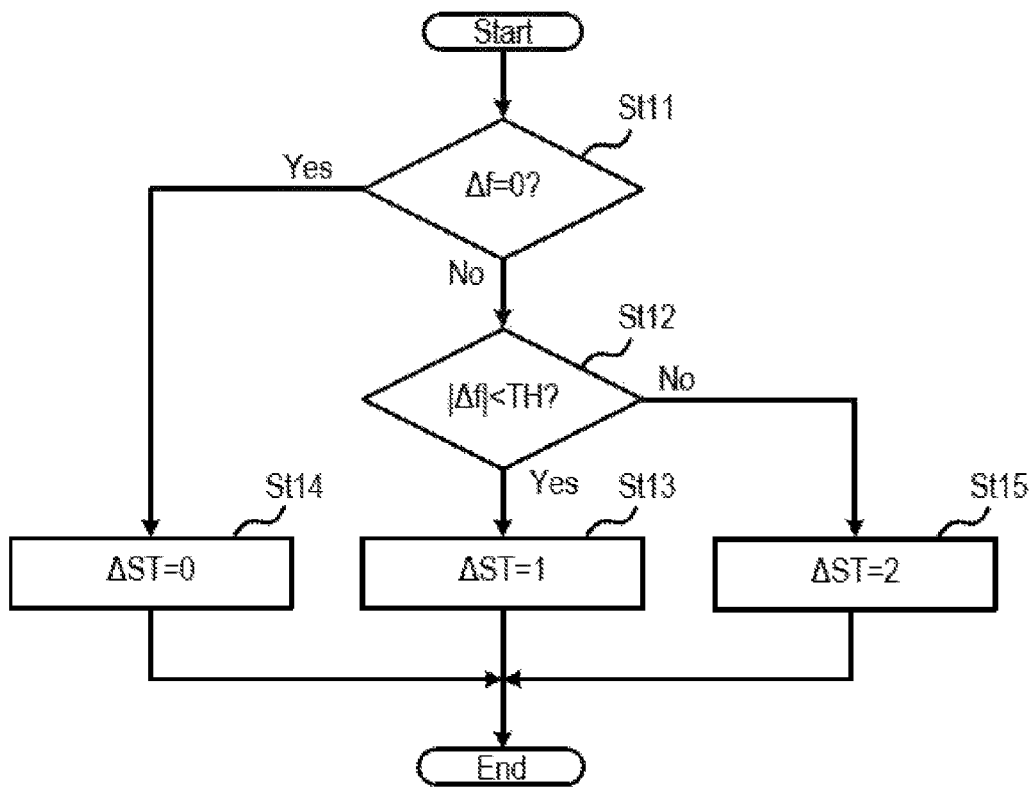 Start
St11
Yes
Δf=0?
No
St12
No
|Δf|<TH?
Yes
St14
St13
St15
ΔST=0
ΔST=1
ΔST=2
End